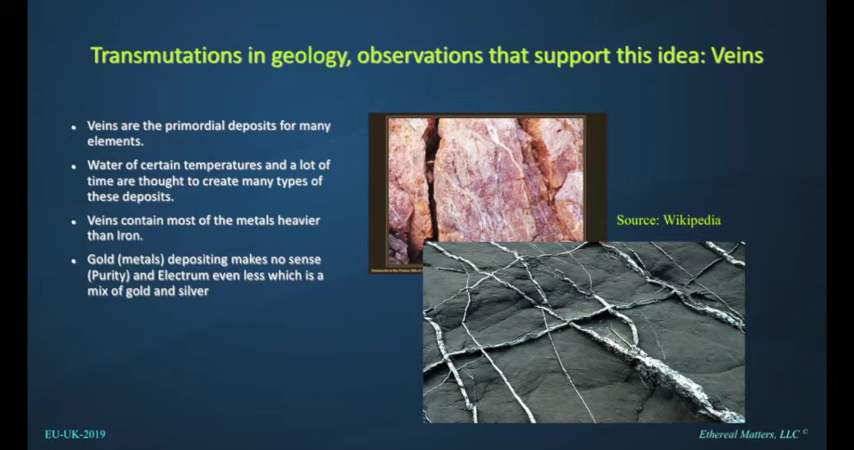 Transmutations in geology, observations that support this idea: Veins
• Veins are the primordial deposits for many
elements.
• Water of certain temperatures and a lot of
time are thought to create many types of
these deposits.
• Veins contain most of the metals heavier
than Iron.
• Gold (metals) depositing makes no sense
(Purity) and Electrum even less which is a
mix of gold and silver
Source: Wikipedia
EU-UK-2019
Ethereal Matters, LLC ©